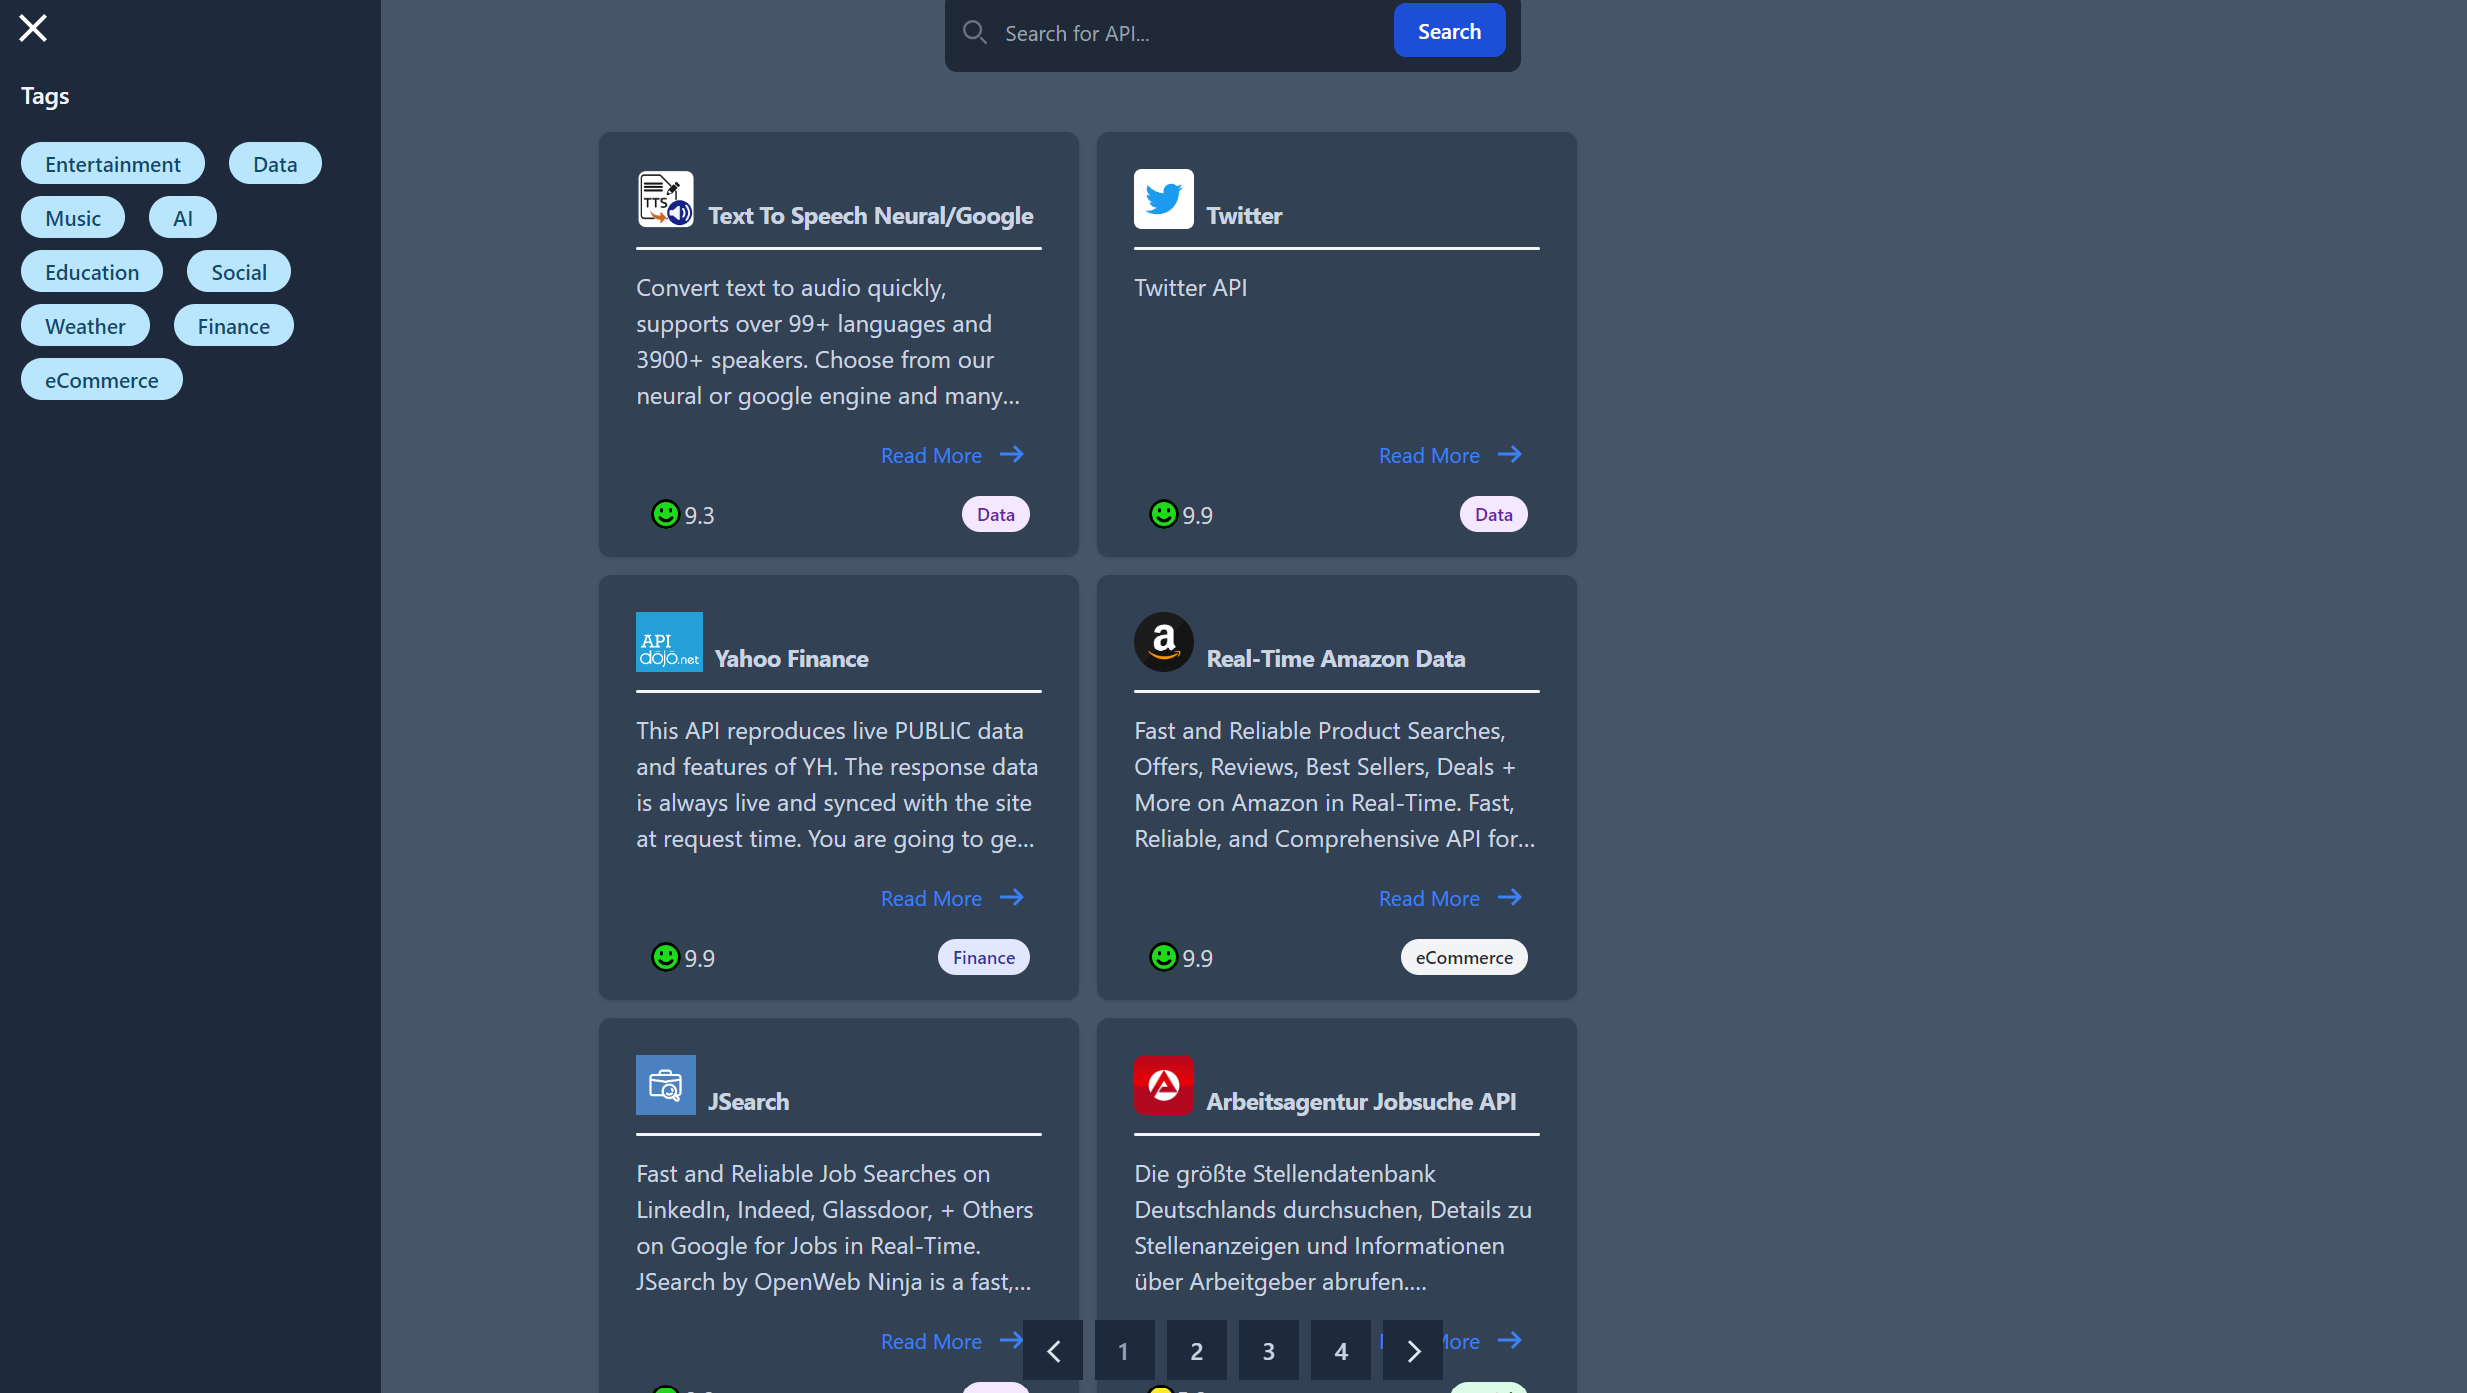 Search for API...
Search
Tags
Entertainment
Data
Music
AI
Education
Social
Weather
Finance
eCommerce
TTS
Text To Speech Neural/Google
Convert text to audio quickly,
supports over 99+ languages and
3900+ speakers. Choose from our
neural or google engine and many...
Read More
9.3
Data
Twitter
Twitter API
Read More
9.9
Data
API
dōjō.net
Yahoo Finance
This API reproduces live PUBLIC data
and features of YH. The response data
is always live and synced with the site
at request time. You are going to ge...
Read More
9.9
Finance
a
Real-Time Amazon Data
Fast and Reliable Product Searches,
Offers, Reviews, Best Sellers, Deals +
More on Amazon in Real-Time. Fast,
Reliable, and Comprehensive API for...
Read More
9.9
eCommerce
JSearch
Fast and Reliable Job Searches on
LinkedIn, Indeed, Glassdoor, + Others
on Google for Jobs in Real-Time.
JSearch by OpenWeb Ninja is a fast,...
Read More
Arbeitsagentur Jobsuche API
Die größte Stellendatenbank
Deutschlands durchsuchen, Details zu
Stellenanzeigen und Informationen
über Arbeitgeber abrufen....
More
1
2
3
4